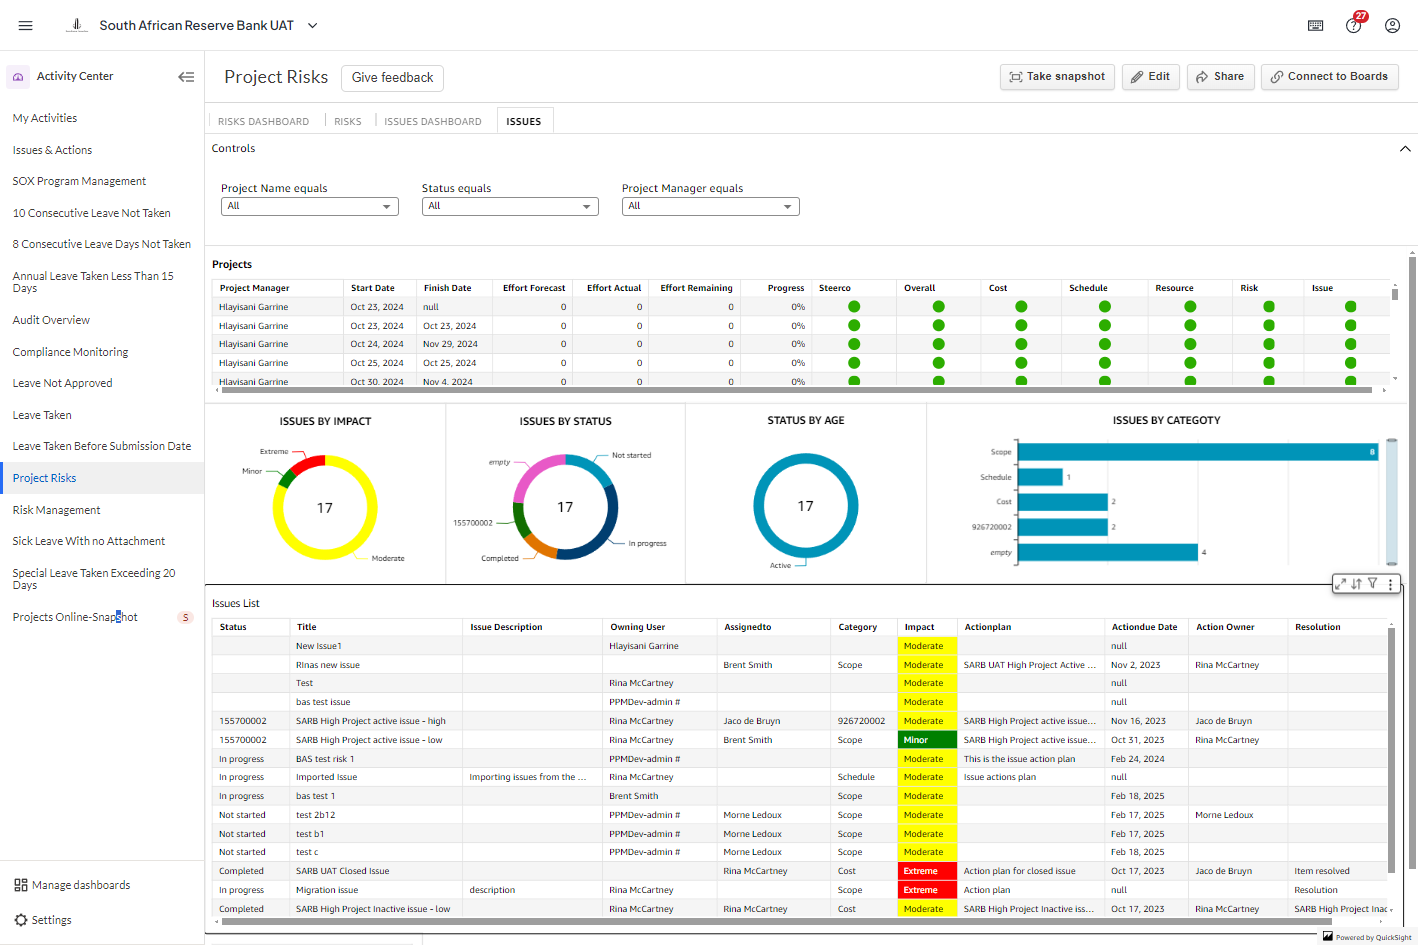 South African Reserve Bank UAT
27
Activity Center
Project Risks
Give feedback
Take snapshot
Edit
Share
Connect to Boards
My Activities
Issues & Actions
SOX Program Management
10 Consecutive Leave Not Taken
8 Consecutive Leave Days Not Taken
Annual Leave Taken Less Than 15
Days
Audit Overview
Compliance Monitoring
Leave Not Approved
Leave Taken
Leave Taken Before Submission Date
Project Risks
Risk Management
Sick Leave With no Attachment
Special Leave Taken Exceeding 20
Days
Projects Online-Snapshot S
Manage dashboards
Settings
RISKS DASHBOARD RISKS ISSUES DASHBOARD ISSUES
Controls
Project Name equals Status equals Project Manager equals
All All All
Projects
Project Manager Start Date Finish Date Effort Forecast Effort Actual Effort Remaining Progress Steerco Overall Cost Schedule Resource Risk Issue
Hlayisani Garrine Oct 23, 2024 null 0 0 0 0%
Hlayisani Garrine Oct 23, 2024 Oct 23, 2024 0 0 0 0%
Hlayisani Garrine Oct 24, 2024 Nov 29, 2024 0 0 0 0%
Hlayisani Garrine Oct 25, 2024 Oct 25, 2024 0 0 0 0%
Hlayisani Garrine Oct 30, 2024 Nov 4, 2024 0 0 0 0%
ISSUES BY IMPACT
Extreme
Minor
17
Moderate
ISSUES BY STATUS
Not started
empty
17
155700002
In progress
Completed
STATUS BY AGE
17
Active
ISSUES BY CATEGOTY
Scope 8
Schedule 1
Cost 2
926720002 2
empty 4
Issues List
Status Title Issue Description Owning User Assignedto Category Impact Actionplan Actiondue Date Action Owner Resolution
New Issue1 Hlayisani Garrine Moderate null
RInas new issue Brent Smith Scope Moderate SARB UAT High Project Active ... Nov 2, 2023 Rina McCartney
Test Rina McCartney Moderate null
bas test issue PPMDev-admin # Moderate null
155700002 SARB High Project active issue - high Rina McCartney Jaco de Bruyn 926720002 Moderate SARB High Project active issue... Nov 16, 2023 Jaco de Bruyn
155700002 SARB High Project active issue - low Rina McCartney Brent Smith Scope Minor SARB High Project active issue... Oct 31, 2023 Rina McCartney
In progress BAS test risk 1 PPMDev-admin # Moderate This is the issue action plan Feb 24, 2024
In progress Imported Issue Importing issues from the ... Rina McCartney Schedule Moderate Issue actions plan null
In progress bas test 1 Brent Smith Scope Moderate Feb 18, 2025
Not started test 2b12 PPMDev-admin # Morne Ledoux Scope Moderate Feb 17, 2025 Morne Ledoux
Not started test b1 PPMDev-admin # Morne Ledoux Scope Moderate Feb 17, 2025
Not started test c PPMDev-admin # Morne Ledoux Scope Moderate Feb 18, 2025
Completed SARB UAT Closed Issue Rina McCartney Cost Extreme Action plan for closed issue Oct 17, 2023 Jaco de Bruyn Item resolved
In progress Migration issue description Rina McCartney Scope Extreme Action plan null Resolution
Completed SARB High Project Inactive issue - low Rina McCartney Rina McCartney Cost Moderate SARB High Project Inactive iss... Oct 17, 2023 Rina McCartney SARB High Project Inac
Powered by QuickSight